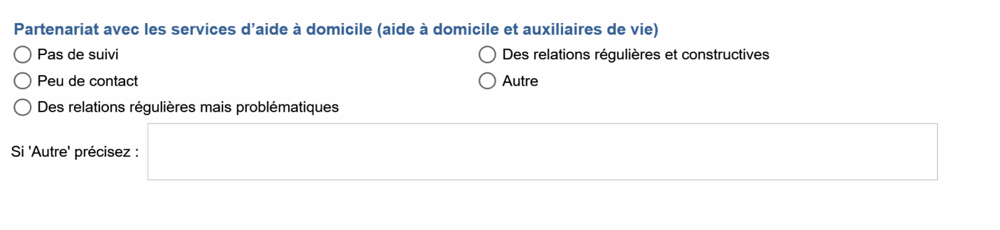 Partenariat avec les services d’aide à domicile (aide à domicile et auxiliaires de vie)
Pas de suivi
Peu de contact
Des relations régulières mais problématiques
Des relations régulières et constructives
Autre
Si 'Autre' précisez :